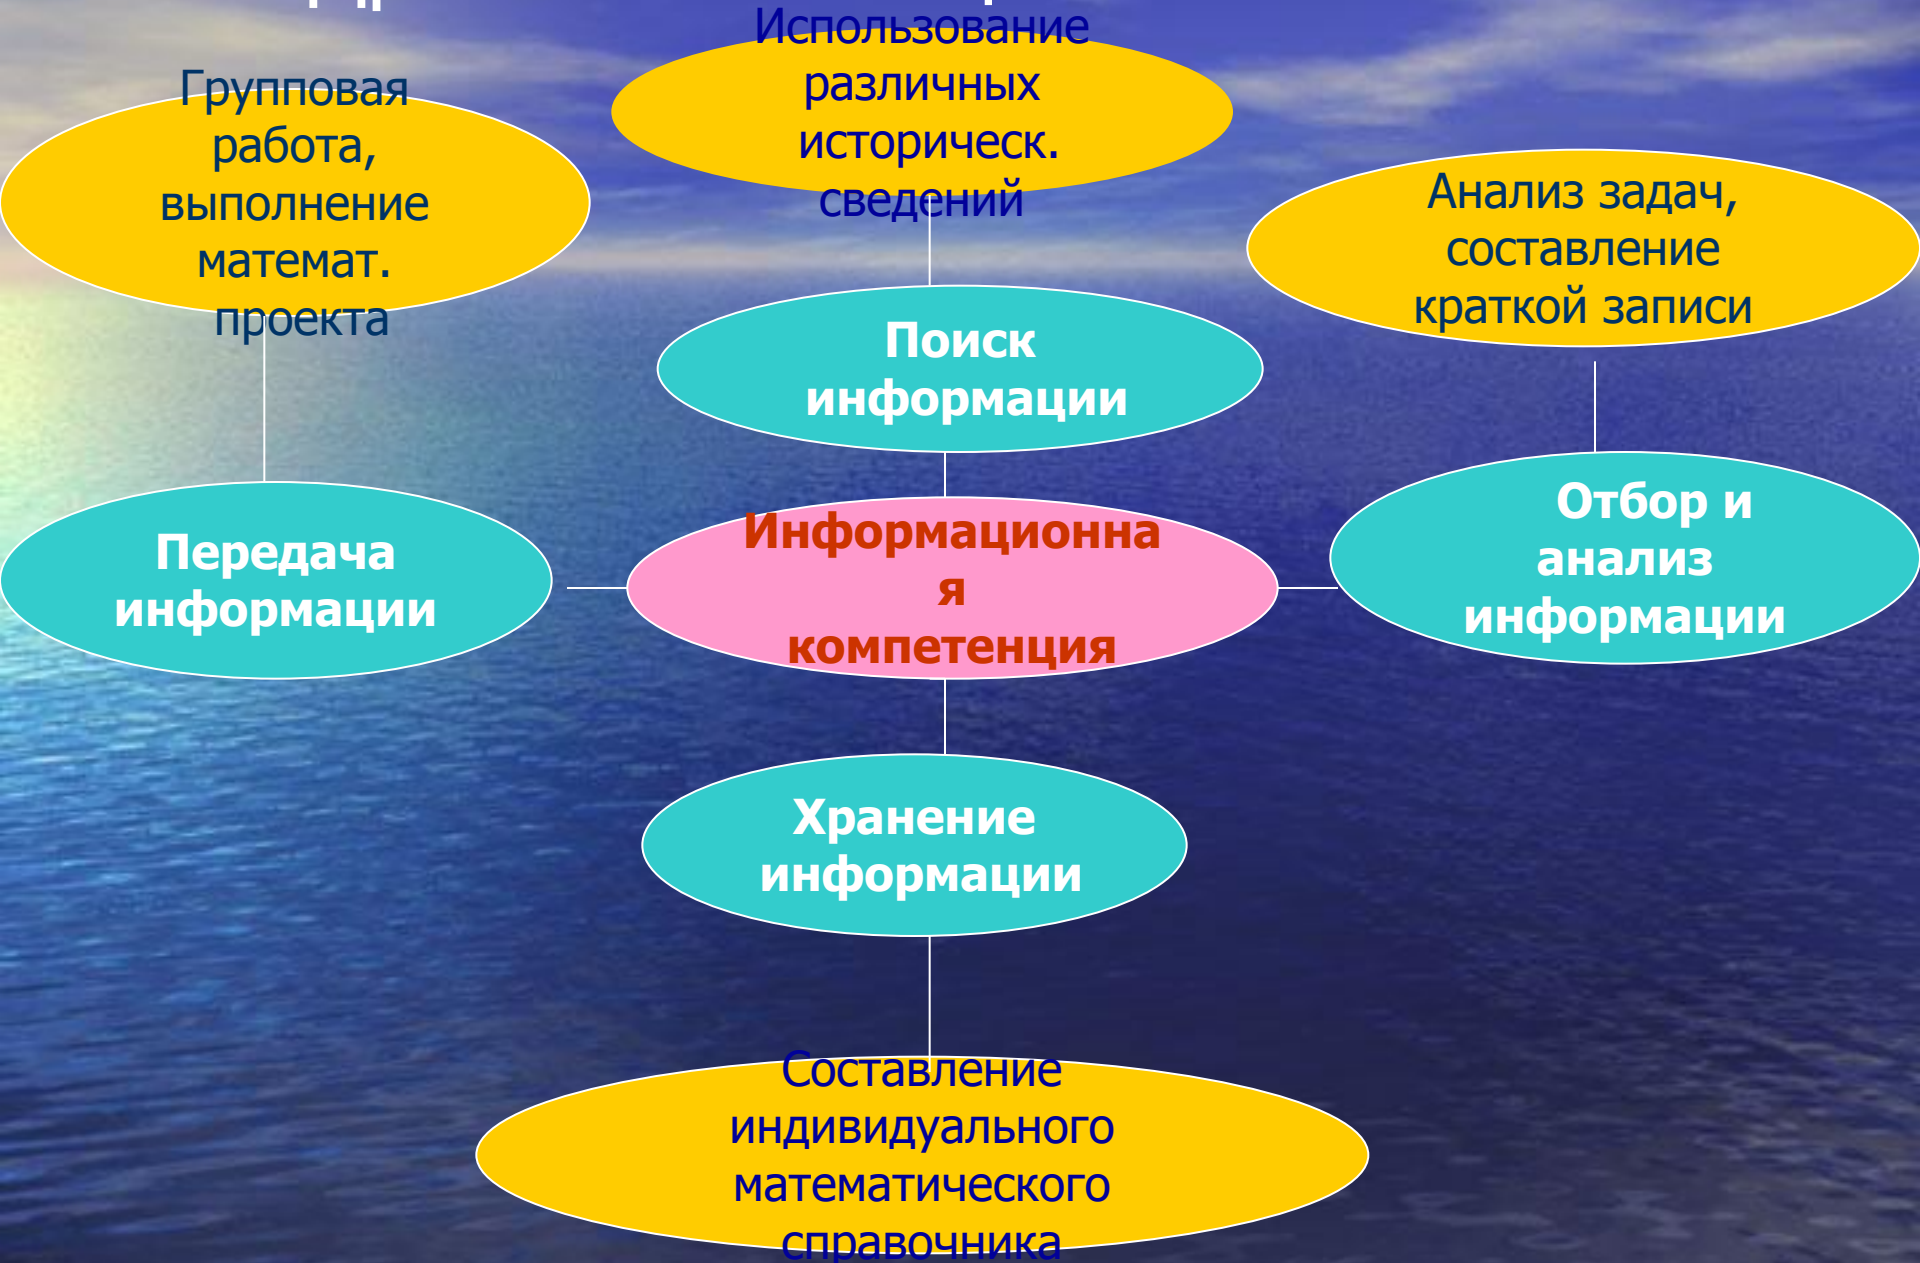 Использование
различных
историческ.
сведений
Групповая
работа,
выполнение
математ.
проекта
Анализ задач,
составление
краткой записи
Поиск
информации
Передача
информации
Информационна
я
компетенция
Отбор и
анализ
информации
Хранение
информации
Составление
индивидуального
математического
справочника